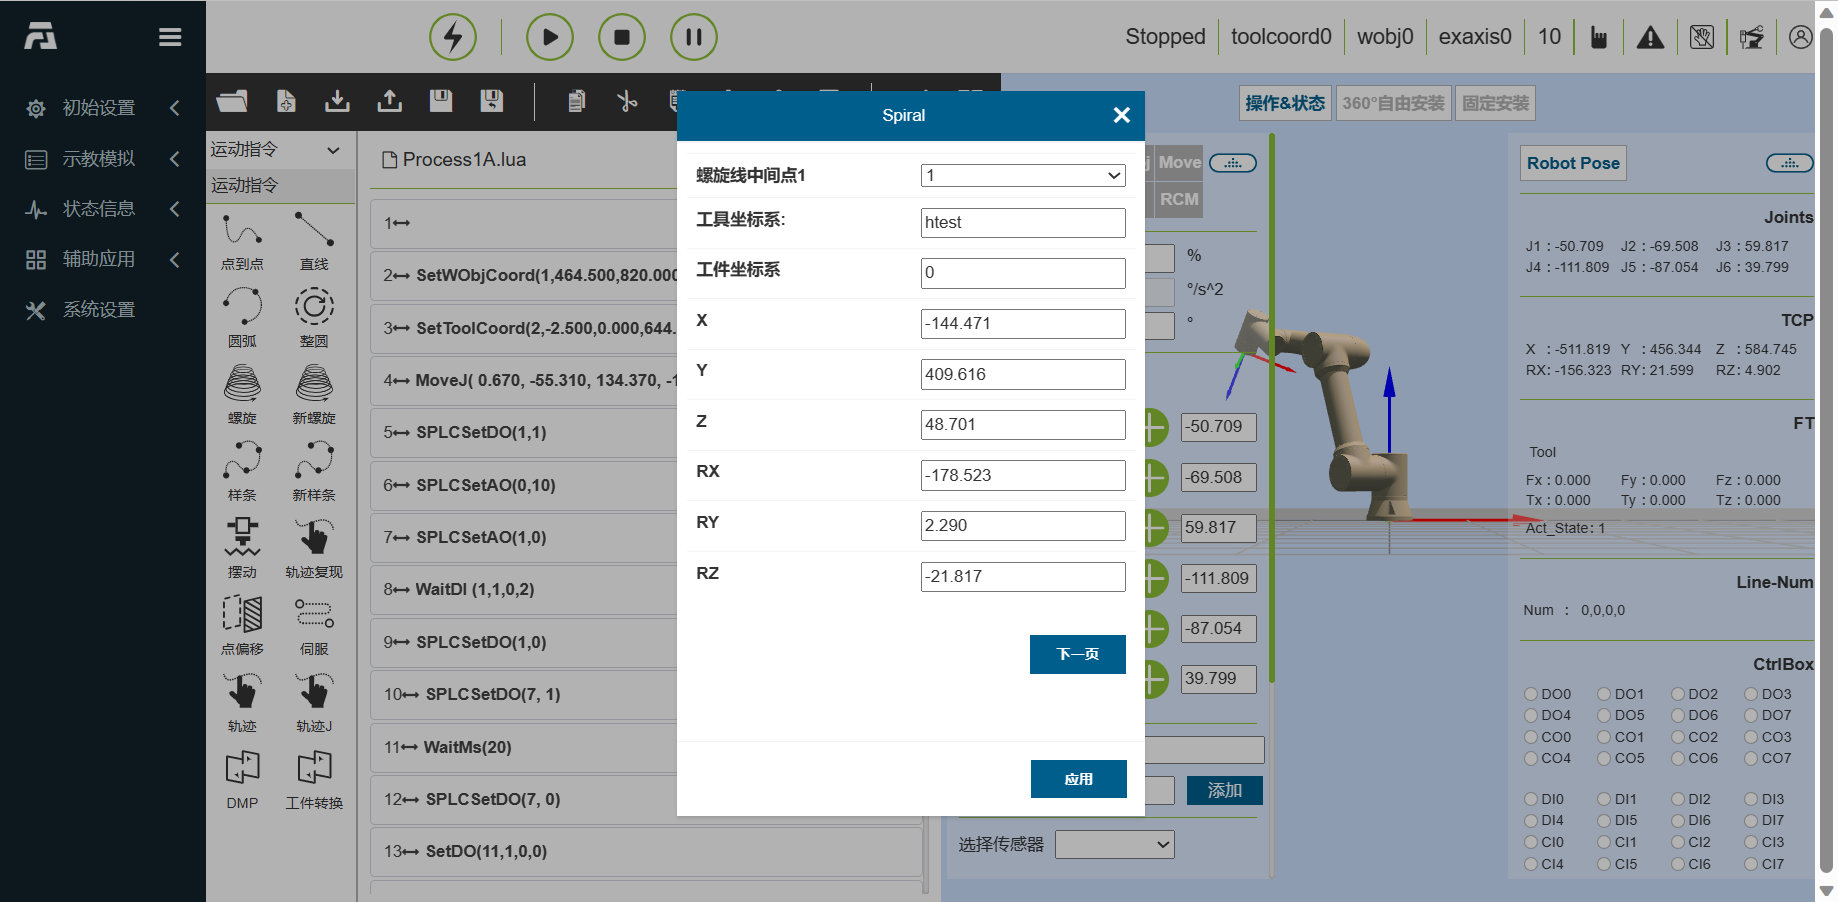 Stopped
toolcoord0
wobj0
exaxis0
10
初始设置
示教模拟
状态信息
辅助应用
系统设置
运动指令
运动指令
点到点
直线
圆弧
整圆
螺旋
新螺旋
样条
新样条
摆动
轨迹复现
点偏移
伺服
轨迹
轨迹J
DMP
工件转换
Process1A.lua
1
2 SetWObjCoord(1,464.500,820.000
3 SetToolCoord(2,-2.500,0.000,644.
4 MoveJ( 0.670, -55.310, 134.370, -1
5 SPLCSetDO(1,1)
6 SPLCSetAO(0,10)
7 SPLCSetAO(1,0)
8 WaitDI (1,1,0,2)
9 SPLCSetDO(1,0)
10 SPLCSetDO(7, 1)
11 WaitMs(20)
12 SPLCSetDO(7, 0)
13 SetDO(11,1,0,0)
Spiral
螺旋线中间点1 1
工具坐标系: htest
工件坐标系 0
X -144.471
Y 409.616
Z 48.701
RX -178.523
RY 2.290
RZ -21.817
下一页
应用
Move
RCM
%
°/s^2
°
-50.709
-69.508
59.817
-111.809
-87.054
39.799
添加
选择传感器
操作&状态
360°自由安装
固定安装
Robot Pose
Joints
J1 : -50.709 J2 : -69.508 J3 : 59.817
J4 : -111.809 J5 : -87.054 J6 : 39.799
TCP
X : -511.819 Y : 456.344 Z : 584.745
RX: -156.323 RY: 21.599 RZ: 4.902
FT
Tool
Fx : 0.000 Fy : 0.000 Fz : 0.000
Tx : 0.000 Ty : 0.000 Tz : 0.000
Act_State: 1
Line-Num
Num : 0,0,0,0
CtrlBox
DO0 DO1 DO2 DO3
DO4 DO5 DO6 DO7
CO0 CO1 CO2 CO3
CO4 CO5 CO6 CO7
DI0 DI1 DI2 DI3
DI4 DI5 DI6 DI7
CI0 CI1 CI2 CI3
CI4 CI5 CI6 CI7